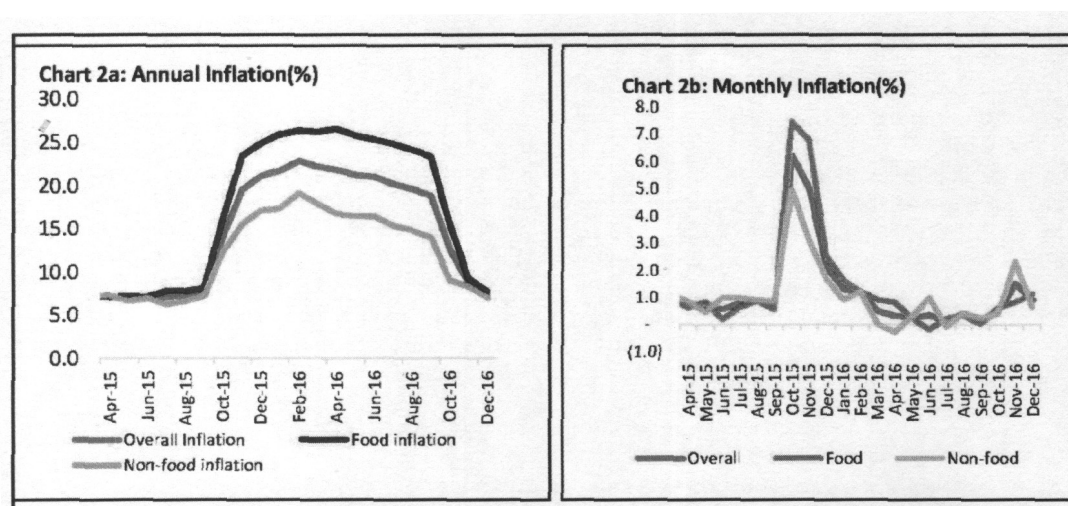 Chart 2a: Annual Inflation(%)
30.0
25.0
20.0
15.0
10.0
5.0
0.0
Apr-15
Jun-15
Aug-15
Oct-15
Dec-15
Feb-16
Apr-16
Jun-16
Aug-16
Oct-16
Dec-16
Overall Inflation
Food inflation
Non-food inflation
Chart 2b: Monthly Inflation(%)
8.0
7.0
6.0
5.0
4.0
3.0
2.0
1.0
-
(1.0)
Apr-15
May-15
Jun-15
Jul-15
Aug-15
Sep-15
Oct-15
Nov-15
Dec-15
Jan-16
Feb-16
Mar-16
Apr-16
May-16
Jun-16
Jul-16
Aug-16
Sep-16
Oct-16
Nov-16
Dec-16
Overall
Food
Non-food